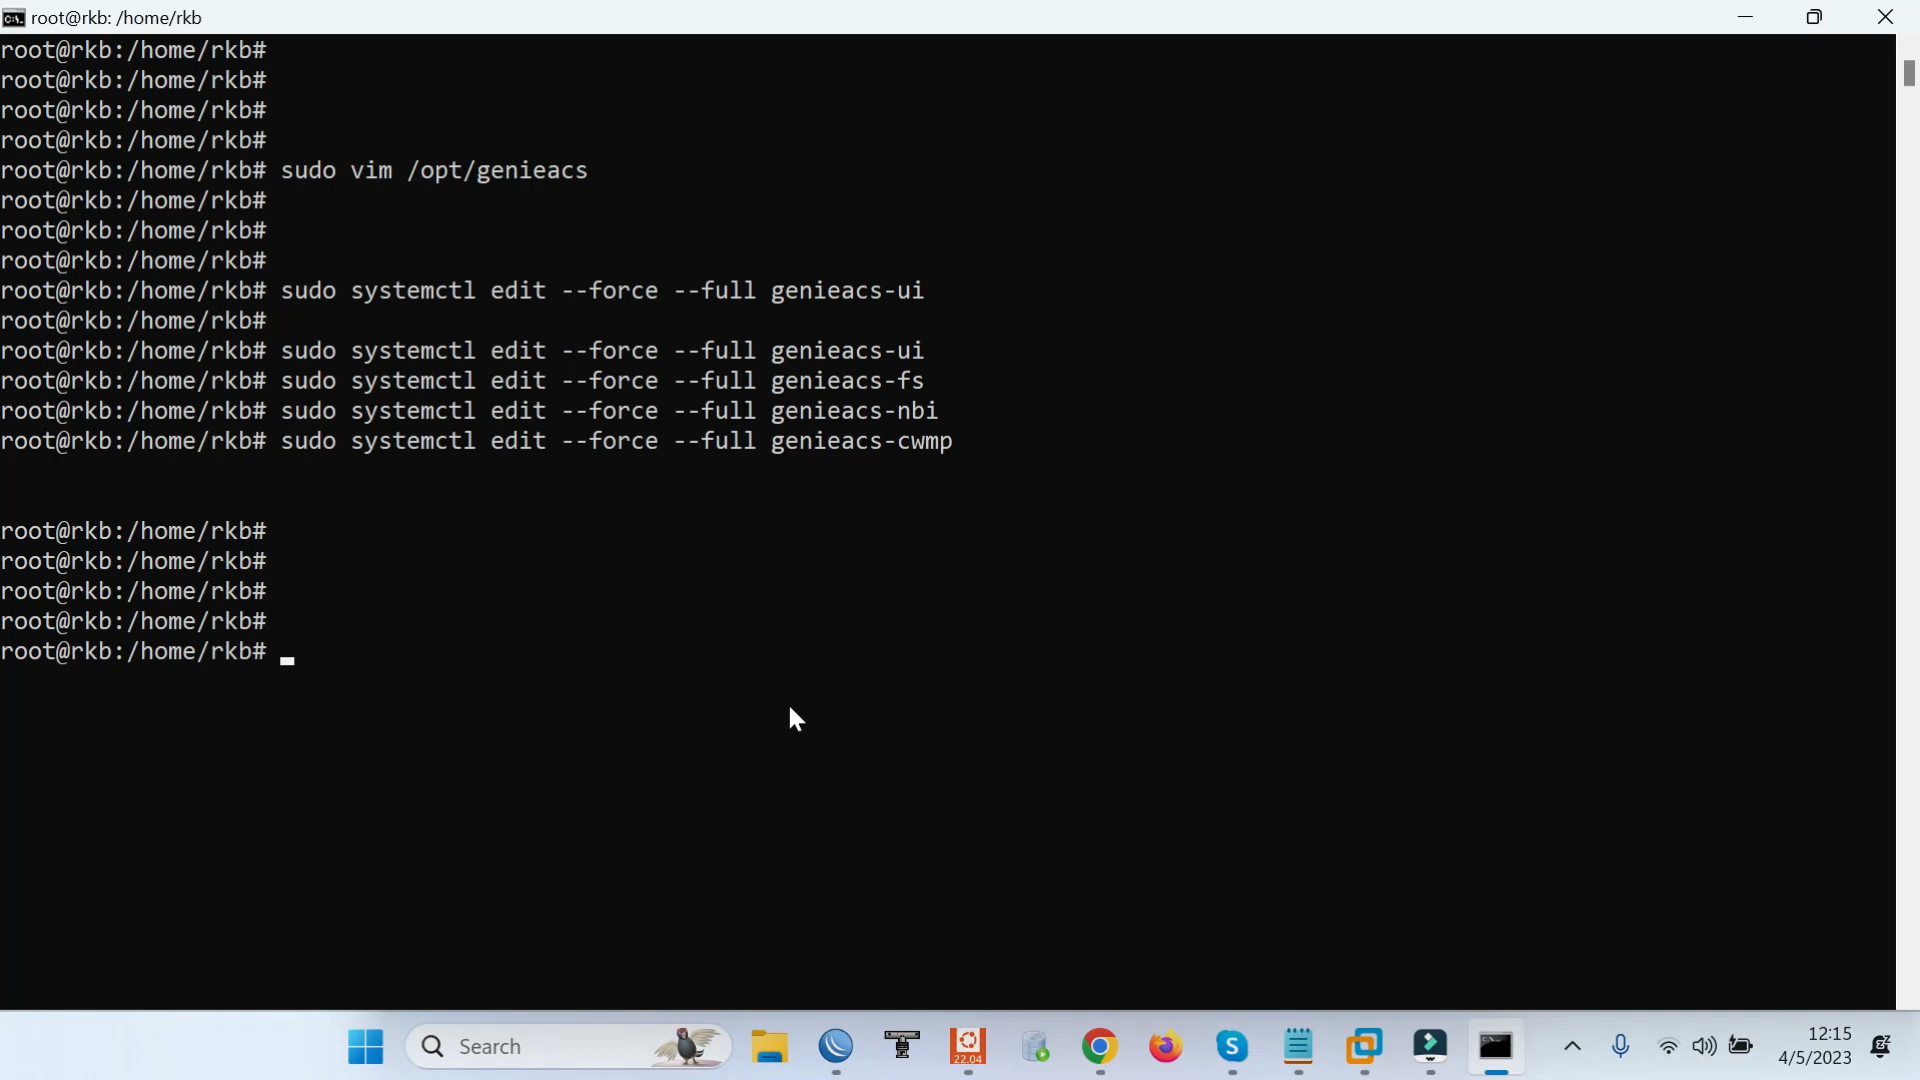 root@rkb: /home/rkb
root@rkb:/home/rkb#
root@rkb:/home/rkb#
root@rkb:/home/rkb#
root@rkb:/home/rkb#
root@rkb:/home/rkb# sudo vim /opt/genieacs
root@rkb:/home/rkb#
root@rkb:/home/rkb#
root@rkb:/home/rkb#
root@rkb:/home/rkb# sudo systemctl edit --force --full genieacs-ui
root@rkb:/home/rkb#
root@rkb:/home/rkb# sudo systemctl edit --force --full genieacs-ui
root@rkb:/home/rkb# sudo systemctl edit --force --full genieacs-fs
root@rkb:/home/rkb# sudo systemctl edit --force --full genieacs-nbi
root@rkb:/home/rkb# sudo systemctl edit --force --full genieacs-cwmp
root@rkb:/home/rkb#
root@rkb:/home/rkb#
root@rkb:/home/rkb#
root@rkb:/home/rkb#
root@rkb:/home/rkb#
Search
22.04
S
12:15
4/5/2023